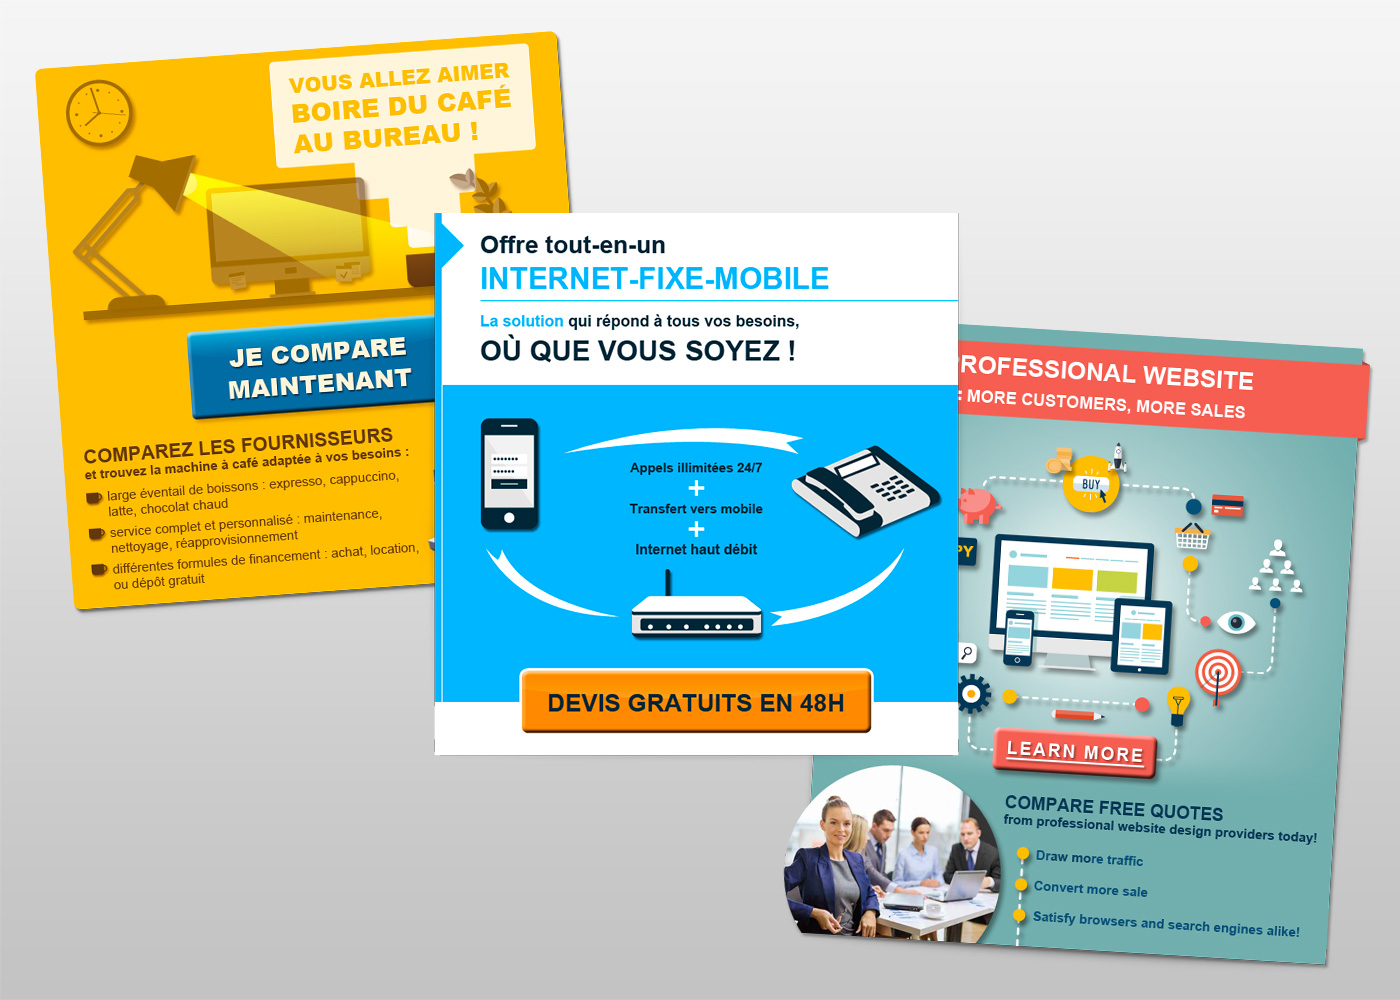 VOUS ALLEZ AIMER
BOIRE DU CAFÉ
AU BUREAU !
JE COMPARE
MAINTENANT
COMPAREZ LES FOURNISSEURS
et trouvez la machine à café adaptée à vos besoins :
large éventail de boissons : expresso, cappuccino,
latte, chocolat chaud
service complet et personnalisé : maintenance,
nettoyage, réapprovisionnement
différentes formules de financement : achat, location,
ou dépôt gratuit
Offre tout-en-un
INTERNET-FIXE-MOBILE
La solution qui répond à tous vos besoins,
OÙ QUE VOUS SOYEZ !
Appels illimitées 24/7
+
Transfert vers mobile
+
Internet haut débit
DEVIS GRATUITS EN 48H
ROFESSIONAL WEBSITE
: MORE CUSTOMERS, MORE SALES
BUY
PY
LEARN MORE
COMPARE FREE QUOTES
from professional website design providers today!
Draw more traffic
Convert more sale
Satisfy browsers and search engines alike!